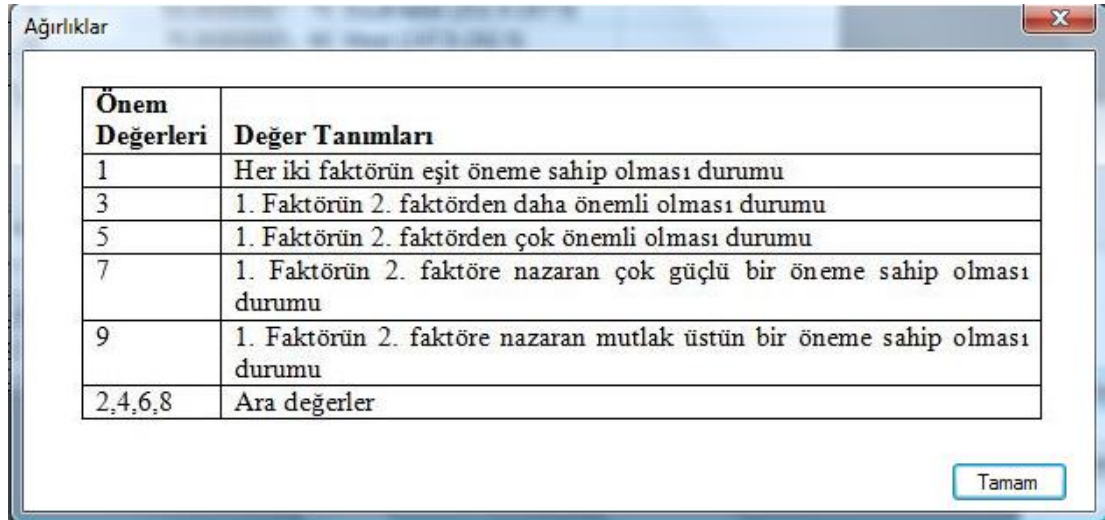 Ağırlıklar
Önem
Değerleri Değer Tanımları
1 Her iki faktörün eşit öneme sahip olması durumu
3 1. Faktörün 2. faktörden daha önemli olması durumu
5 1. Faktörün 2. faktörden çok önemli olması durumu
7 1. Faktörün 2. faktöre nazaran çok güçlü bir öneme sahip olması
durumu
9 1. Faktörün 2. faktöre nazaran mutlak üstün bir öneme sahip olması
durumu
2,4,6,8 Ara değerler
Tamam